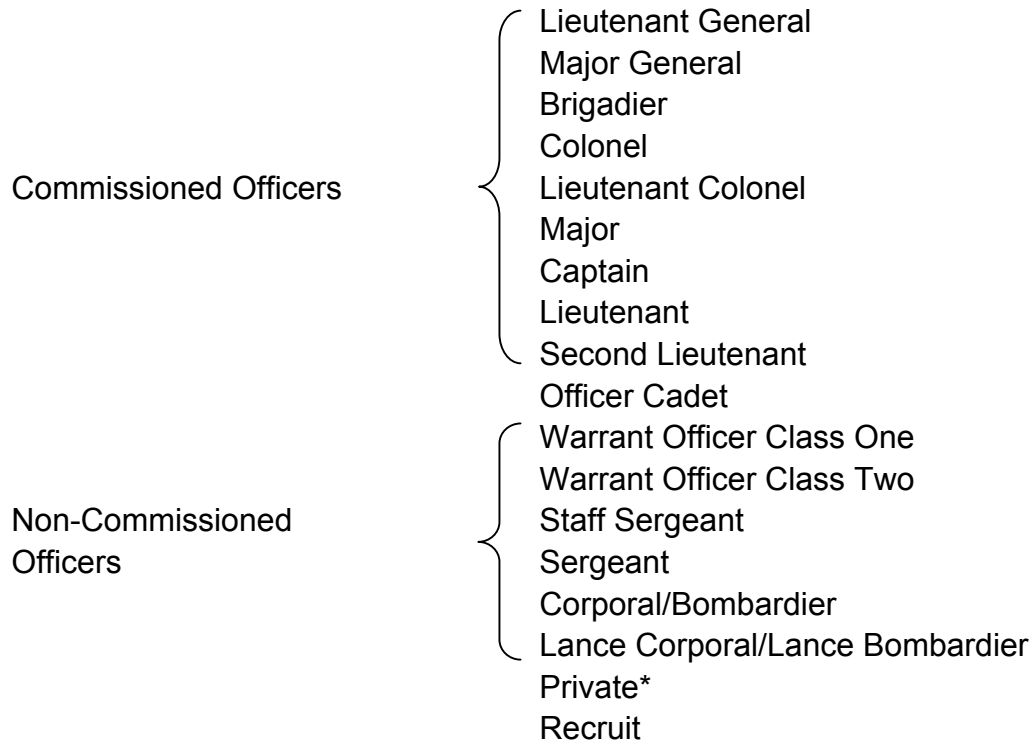 Lieutenant General
Major General
Brigadier
Colonel
Commissioned Officers Lieutenant Colonel
Major
Captain
Lieutenant
Second Lieutenant
Officer Cadet
Warrant Officer Class One
Warrant Officer Class Two
Non-Commissioned Staff Sergeant
Officers Sergeant
Corporal/Bombardier
Lance Corporal/Lance Bombardier
Private*
Recruit